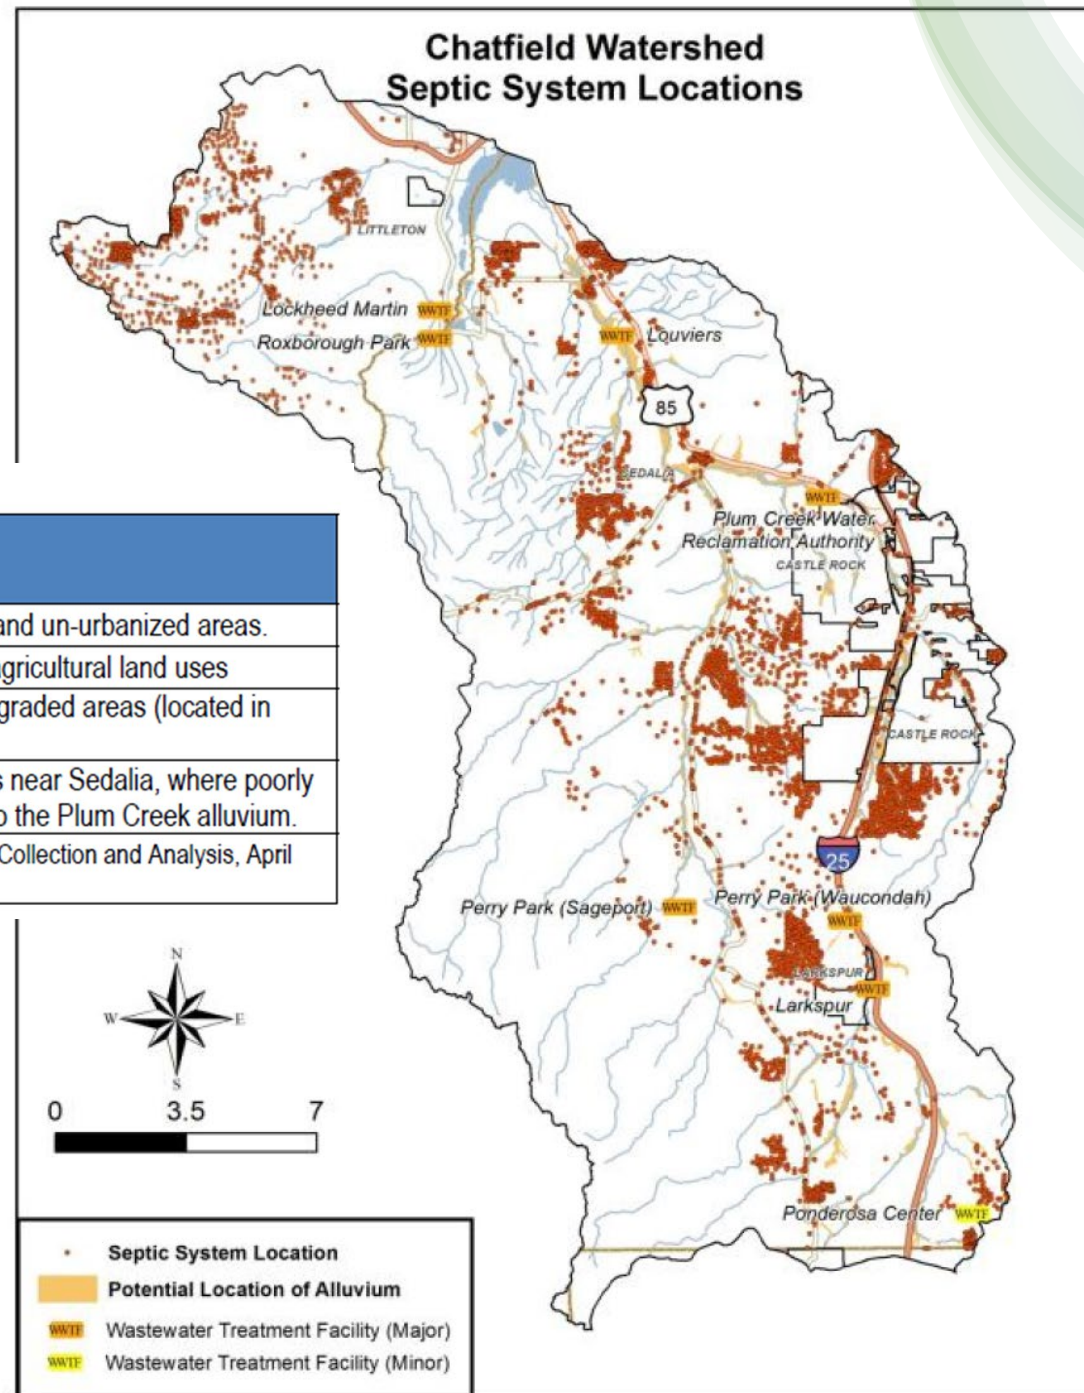 Chatfield Watershed
Septic System Locations
LITTLETON
Lockheed Martin WWTF
Roxborough Park WWTF
WWTF Louviers
85
SEDALIA
WWTF
Plum Creek Water
Reclamation Authority
CASTLE ROCK
and un-urbanized areas.
agricultural land uses
graded areas (located in
s near Sedalia, where poorly
o the Plum Creek alluvium.
Collection and Analysis, April
CASTLE ROCK
25
Perry Park (Sageport) WWTF
Perry Park (Waucondah)
WWTF
LARKSPUR
WWTF
Larkspur
N
W E
S
0 3.5 7
Ponderosa Center WWTF
Septic System Location
Potential Location of Alluvium
WWTF Wastewater Treatment Facility (Major)
WWTF Wastewater Treatment Facility (Minor)